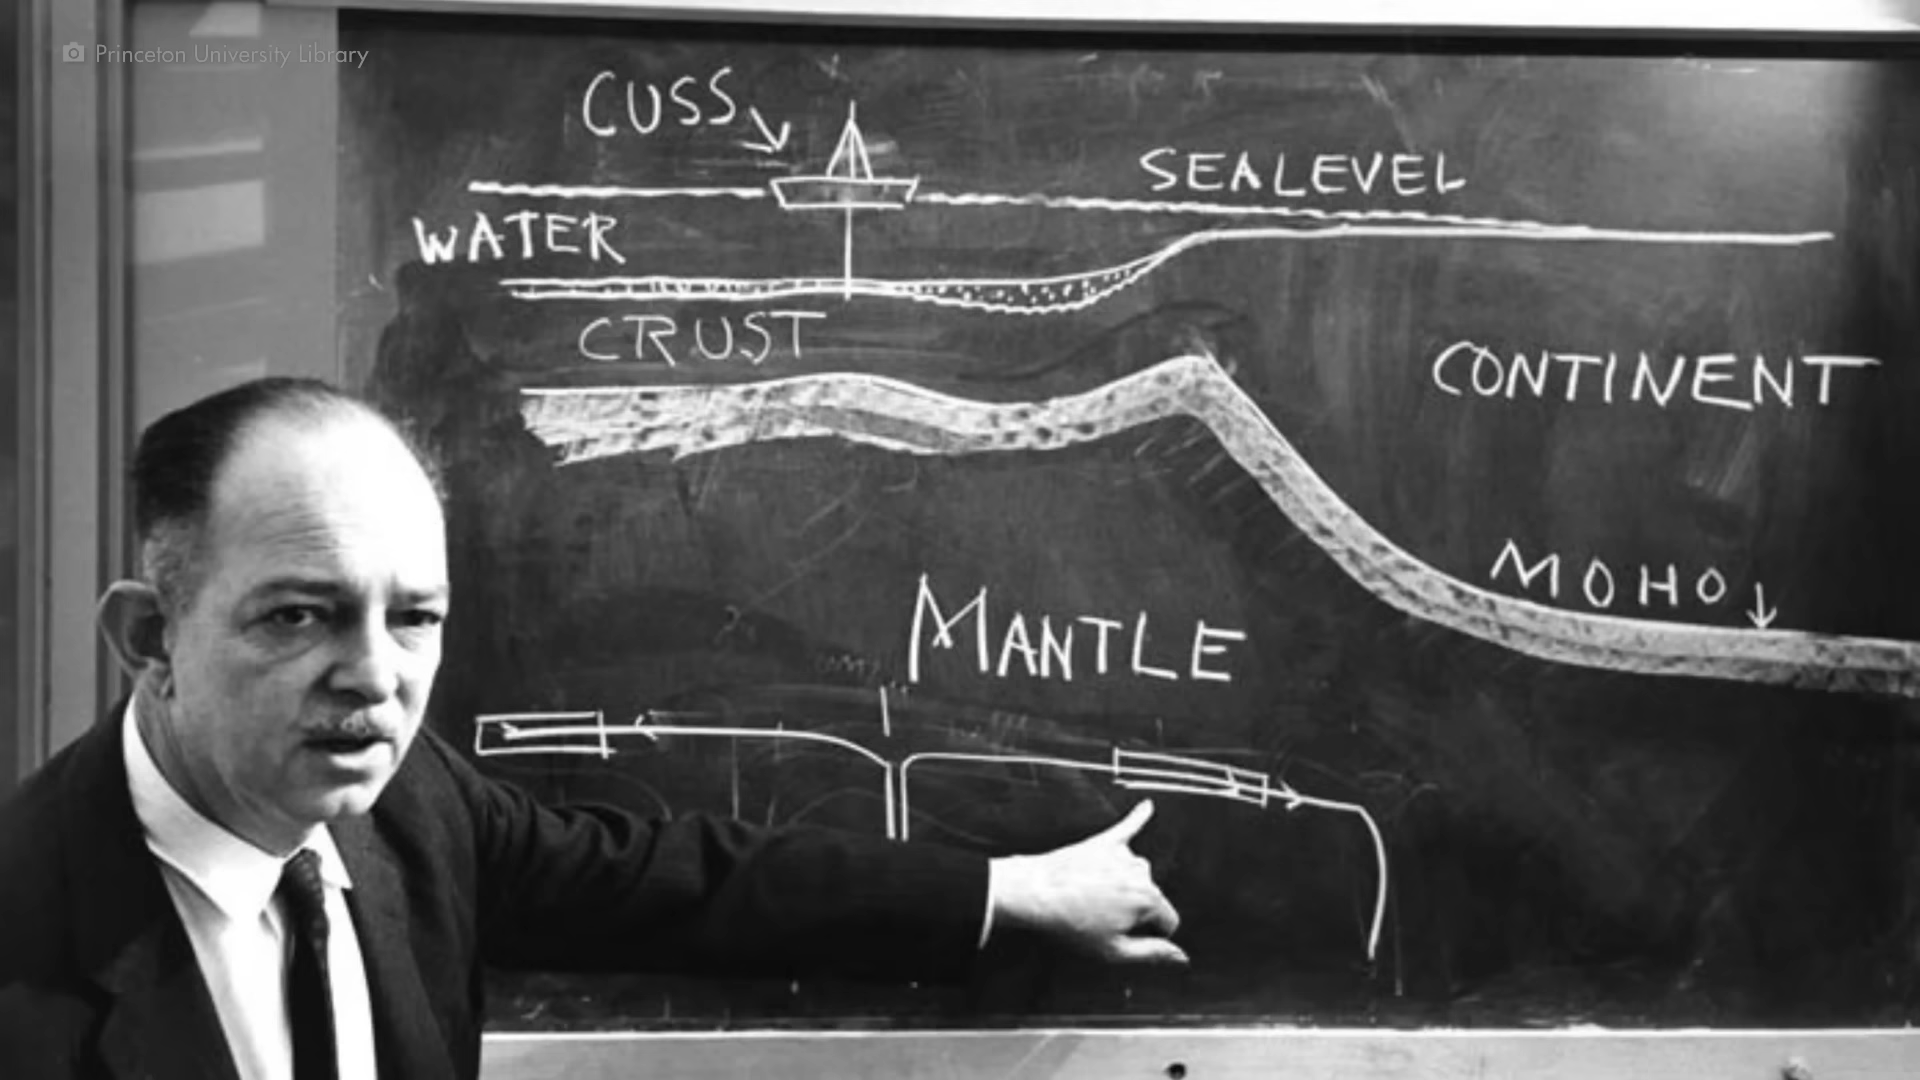 Princeton University Library
CUSS
SEALEVEL
WATER
CRUST
CONTINENT
MOHO
MANTLE